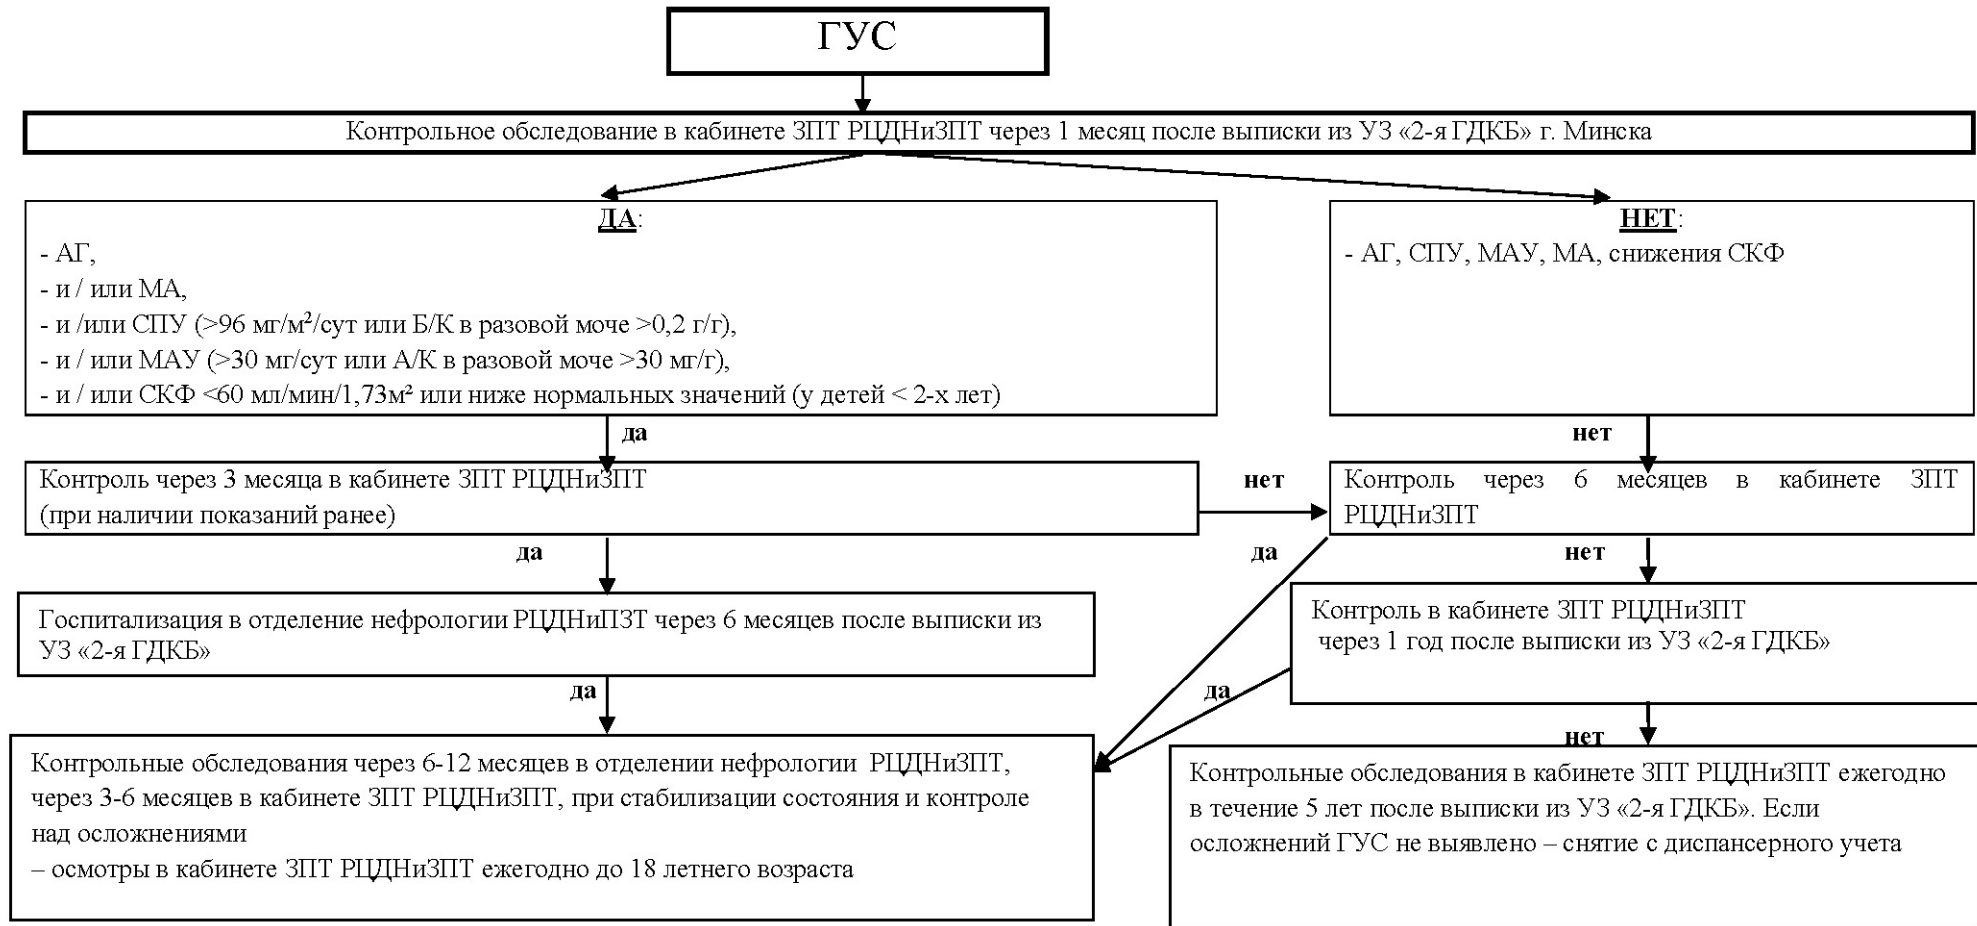 ГУС
Контрольное обследование в кабинете ЗПТ РЦДНиЗПТ через 1 месяц после выписки из УЗ «2-я ГДКБ» г. Минска
ДА:
- АГ,
- и / или МА,
- и /или СПУ (>96 мг/м²/сут или Б/К в разовой моче >0,2 г/г),
- и / или МАУ (>30 мг/сут или А/К в разовой моче >30 мг/г),
- и / или СКФ <60 мл/мин/1,73м² или ниже нормальных значений (у детей < 2-х лет)
НЕТ:
- АГ, СПУ, МАУ, МА, снижения СКФ
да
нет
Контроль через 3 месяца в кабинете ЗПТ РЦДНиЗПТ
(при наличии показаний ранее)
нет
Контроль через 6 месяцев в кабинете ЗПТ
РЦДНиЗПТ
да
да
нет
Госпитализация в отделение нефрологии РЦДНиПЗТ через 6 месяцев после выписки из
УЗ «2-я ГДКБ»
Контроль в кабинете ЗПТ РЦДНиЗПТ
через 1 год после выписки из УЗ «2-я ГДКБ»
да
да
нет
Контрольные обследования через 6-12 месяцев в отделении нефрологии РЦДНиЗПТ,
через 3-6 месяцев в кабинете ЗПТ РЦДНиЗПТ, при стабилизации состояния и контроле
над осложнениями
– осмотры в кабинете ЗПТ РЦДНиЗПТ ежегодно до 18 летнего возраста
Контрольные обследования в кабинете ЗПТ РЦДНиЗПТ ежегодно
в течение 5 лет после выписки из УЗ «2-я ГДКБ». Если
осложнений ГУС не выявлено – снятие с диспансерного учета